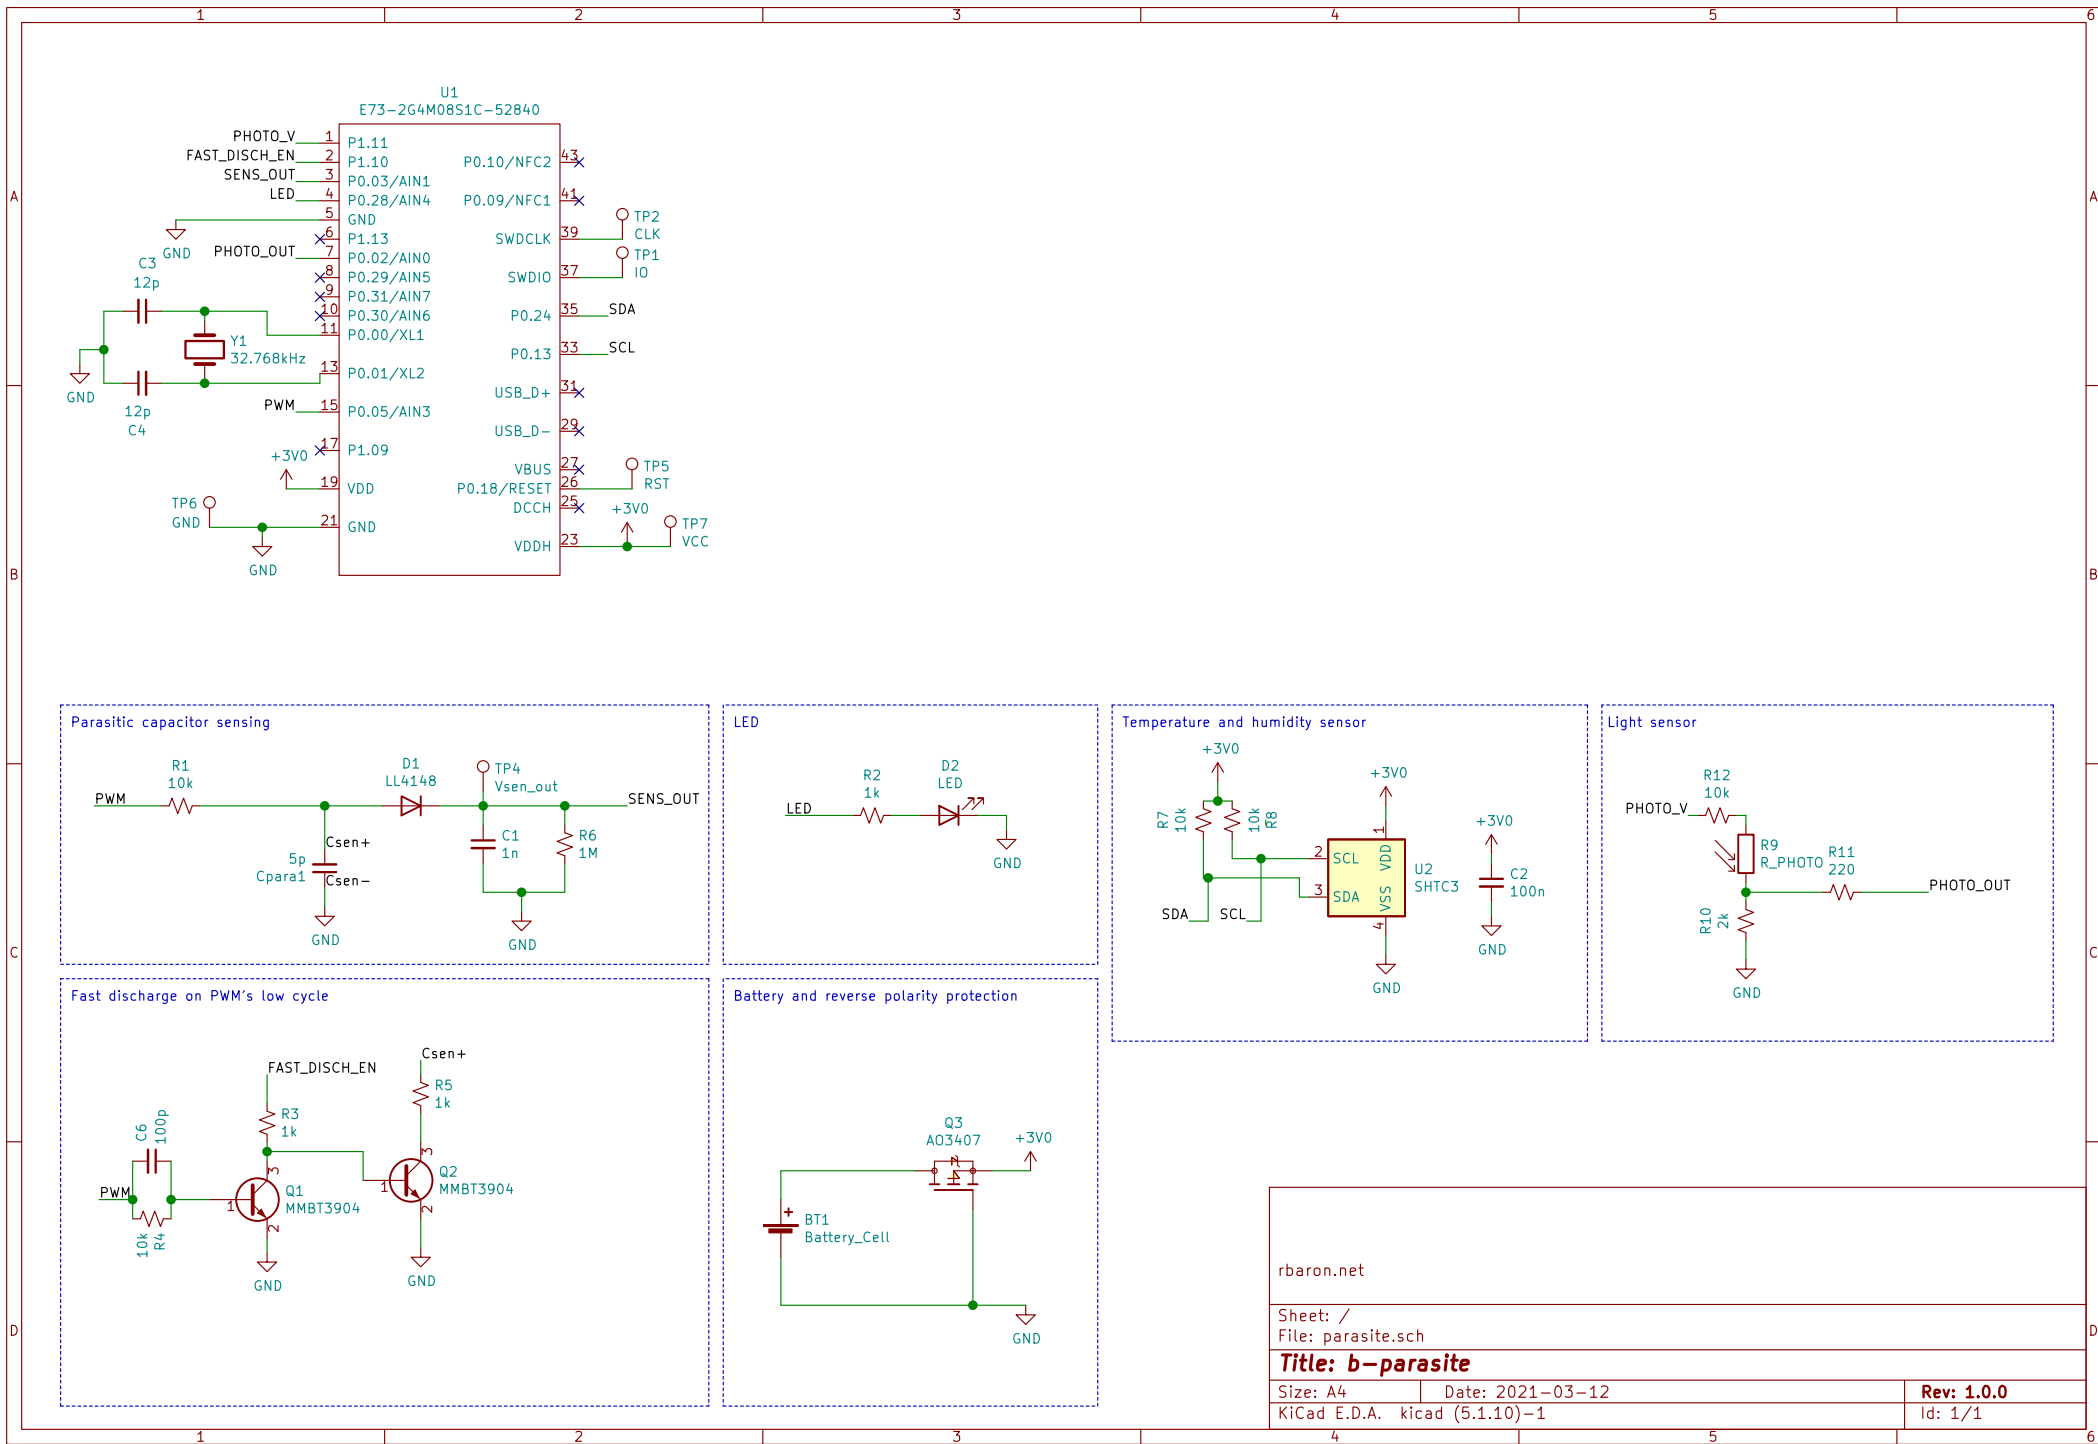 1 2 3 4 5 6
A A
B B
C C
D D
U1
E73-2G4M08S1C-52840
PHOTO_V 1 P1.11
FAST_DISCH_EN 2 P1.10
SENS_OUT 3 P0.03/AIN1
LED 4 P0.28/AIN4
5 GND
GND
6 P1.13
PHOTO_OUT 7 P0.02/AIN0
8 P0.29/AIN5
9 P0.31/AIN7
10 P0.30/AIN6
11 P0.00/XL1
13 P0.01/XL2
PWM 15 P0.05/AIN3
17 P1.09
+3V0
19 VDD
21 GND
TP6
GND
GND
C3
12p
Y1
32.768kHz
GND
12p
C4
P0.10/NFC2 43
P0.09/NFC1 41
SWDCLK 39
TP2
CLK
SWDIO 37
TP1
IO
P0.24 35 SDA
P0.13 33 SCL
USB_D+ 31
USB_D- 29
VBUS 27
P0.18/RESET 26
TP5
RST
DCCH 25
+3V0
VDDH 23
TP7
VCC
Parasitic capacitor sensing
PWM
R1
10k
D1
LL4148
TP4
Vsen_out
SENS_OUT
Csen+
5p
Cpara1
Csen-
GND
C1
1n
R6
1M
GND
LED
LED
R2
1k
D2
LED
GND
Temperature and humidity sensor
+3V0
R7
10k
10k
R8
SDA
SCL
+3V0
1 VDD
2 SCL
3 SDA
VSS 4
U2
SHTC3
GND
+3V0
C2
100n
GND
Light sensor
R12
10k
PHOTO_V
R9
R_PHOTO
R11
220
PHOTO_OUT
R10
2k
GND
Fast discharge on PWM's low cycle
FAST_DISCH_EN
Csen+
R5
1k
R3
1k
C6
100p
PWM
10k
R4
1
3
2
Q1
MMBT3904
GND
1
3
2
Q2
MMBT3904
GND
Battery and reverse polarity protection
Q3
AO3407
+3V0
+
BT1
Battery_Cell
GND
rbaron.net
Sheet: /
File: parasite.sch
Title: b-parasite
Size: A4 Date: 2021-03-12 Rev: 1.0.0
KiCad E.D.A. kicad (5.1.10)-1 Id: 1/1
1 2 3 4 5 6